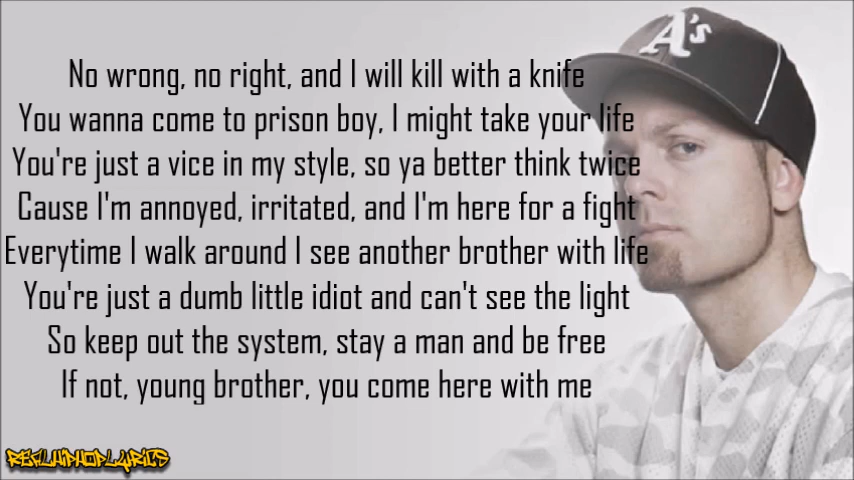 A's
No wrong, no right, and I will kill with a knife
You wanna come to prison boy, I might take your life
You're just a vice in my style, so ya better think twice
Cause I'm annoyed, irritated, and I'm here for a fight
Everytime I walk around I see another brother with life
You're just a dumb little idiot and can't see the light
So keep out the system, stay a man and be free
If not, young brother, you come here with me
REALHIPHOPLYRICS